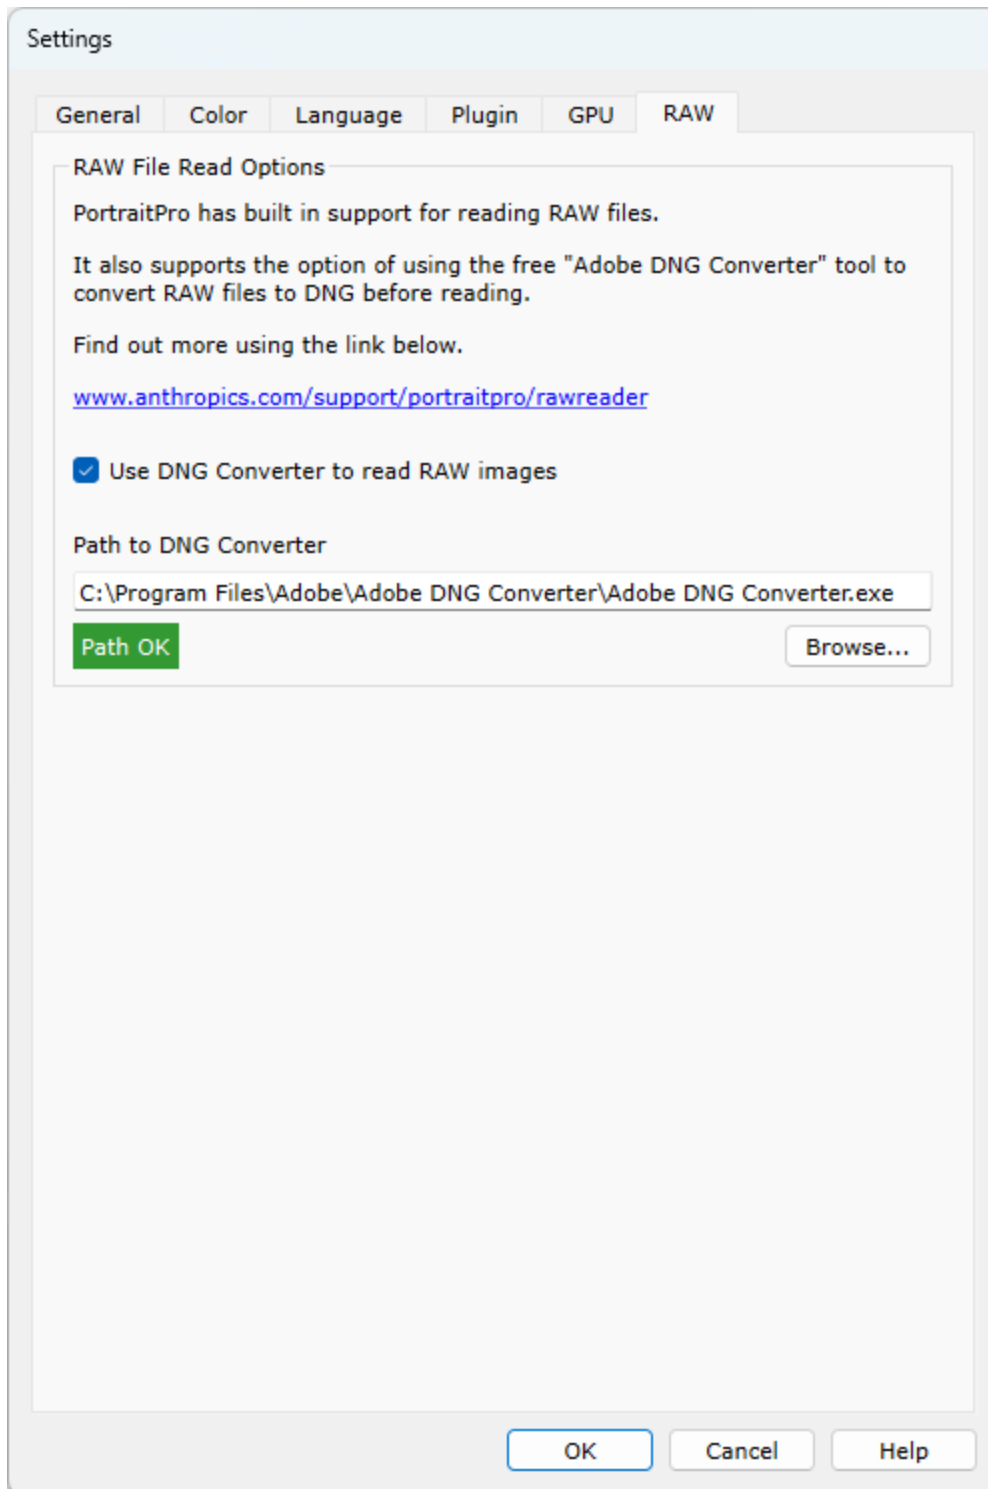 Settings
General
Color
Language
Plugin
GPU
RAW
RAW File Read Options
PortraitPro has built in support for reading RAW files.
It also supports the option of using the free "Adobe DNG Converter" tool to
convert RAW files to DNG before reading.
Find out more using the link below.
www.anthropics.com/support/portraitpro/rawreader
Use DNG Converter to read RAW images
Path to DNG Converter
C:\Program Files\Adobe\Adobe DNG Converter\Adobe DNG Converter.exe
Path OK
Browse...
OK
Cancel
Help